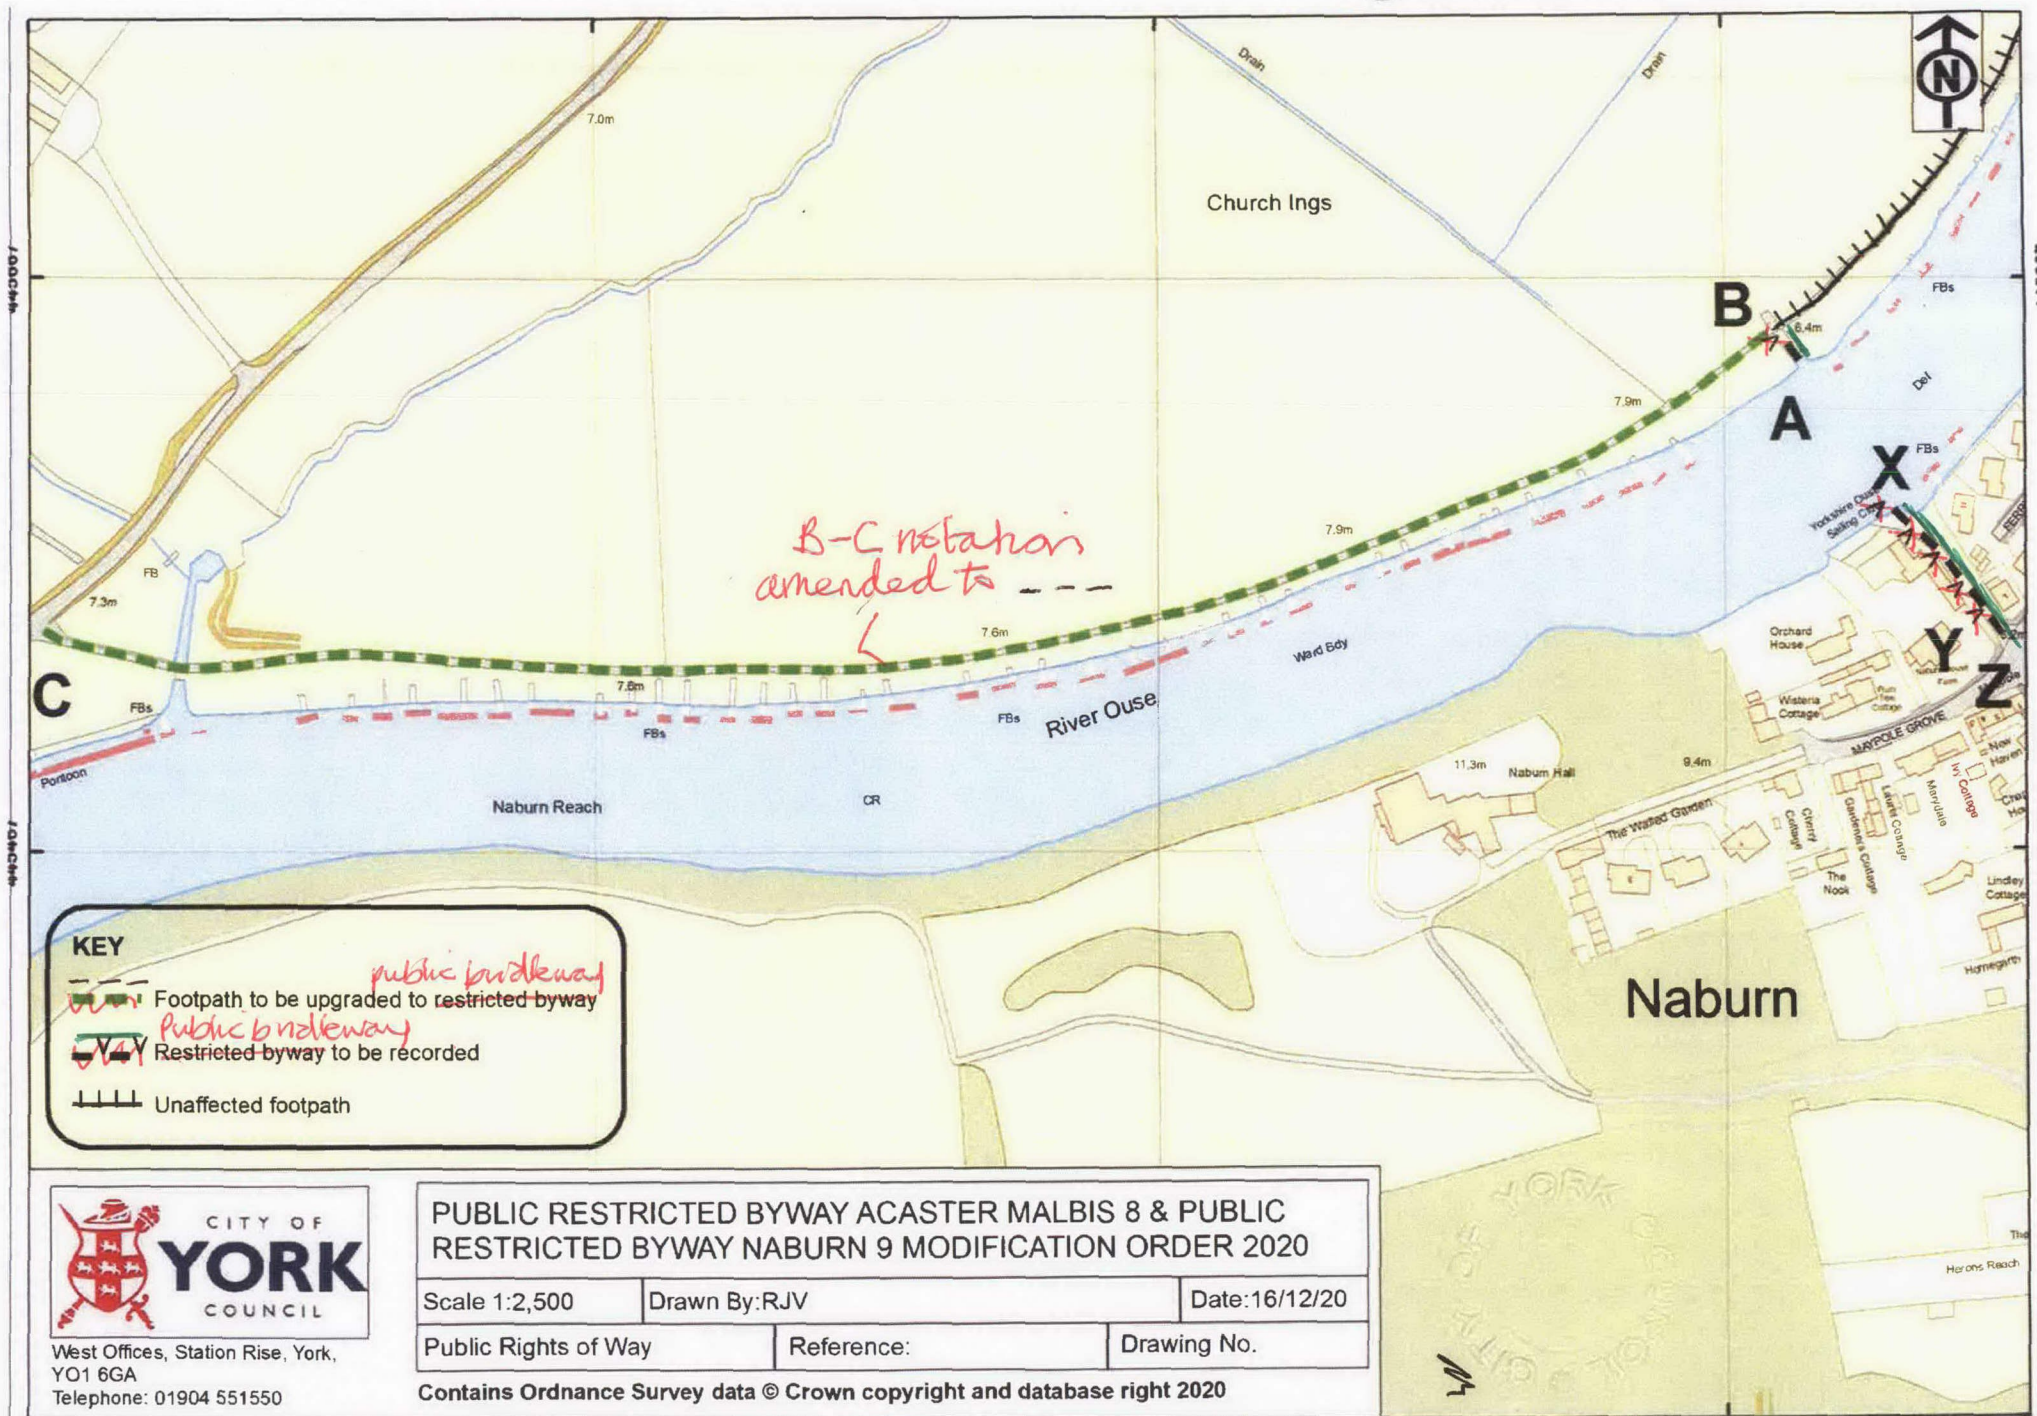 Drain
Drain
N
7.0m
Church Ings
FBs
B
6.4m
Del
7.9m
A
X
FBs
Yorkshire Ouse
Sailing Club
B-C notation
amended to ---
7.9m
FB
7.3m
7.6m
Ward Bdy
Orchard
House
Y
Z
C
7.6m
FBs
FBs
FBs
River Ouse
Wisteria
Cottage
MAYPOLE GROVE
New
Haven
Pontoon
Naburn Reach
CR
11.3m
Naburn Hall
9.4m
Ivy Cottage
Marydale
Laurel Cottage
Gardener's Cottage
Cherry
Cottage
The Walled Garden
The
Nook
Lindley
Cottage
Homegarth
Naburn
KEY
public bridleway
Footpath to be upgraded to restricted byway
Public bridleway
Restricted byway to be recorded
Unaffected footpath
The
Herons Reach
CITY OF
YORK
COUNCIL
West Offices, Station Rise, York,
YO1 6GA
Telephone: 01904 551550
PUBLIC RESTRICTED BYWAY ACASTER MALBIS 8 & PUBLIC
RESTRICTED BYWAY NABURN 9 MODIFICATION ORDER 2020
Scale 1:2,500
Drawn By:RJV
Date:16/12/20
Public Rights of Way
Reference:
Drawing No.
Contains Ordnance Survey data © Crown copyright and database right 2020